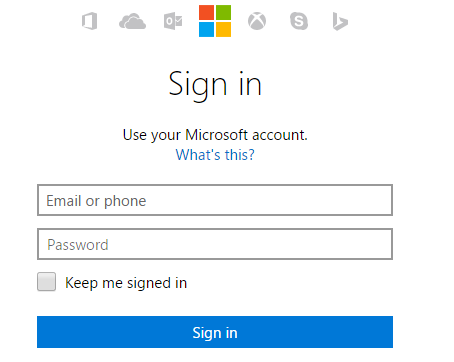 Sign in
Use your Microsoft account.
What's this?
Email or phone
Password
Keep me signed in
Sign in